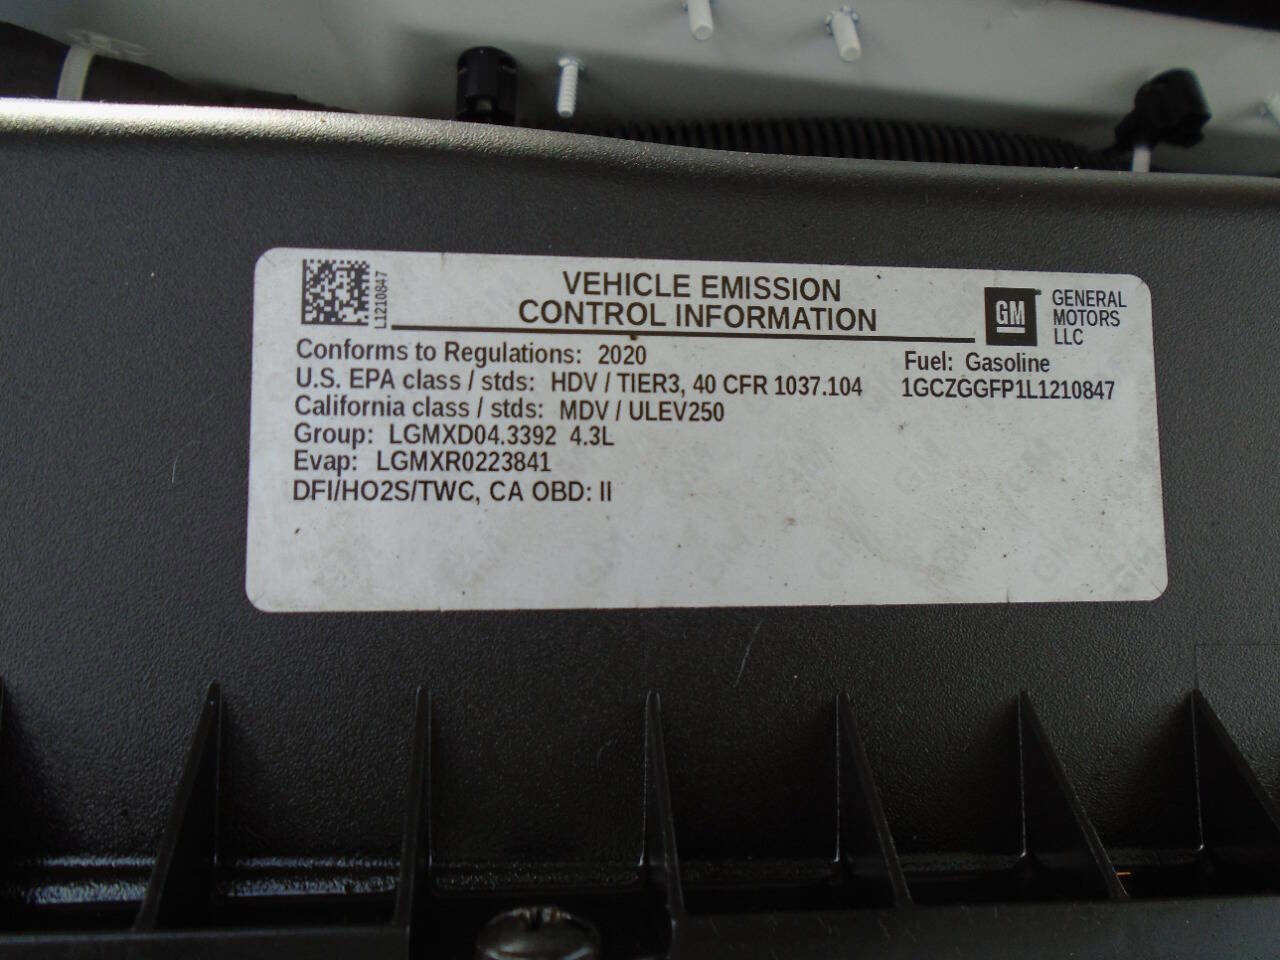 L1210847
VEHICLE EMISSION
CONTROL INFORMATION
GM
GENERAL
MOTORS
LLC
Conforms to Regulations: 2020
Fuel: Gasoline
U.S. EPA class / stds: HDV / TIER3, 40 CFR 1037.104
1GCZGGFP1L1210847
California class / stds: MDV / ULEV250
Group: LGMXD04.3392 4.3L
Evap: LGMXR0223841
DFI/HO2S/TWC, CA OBD: II